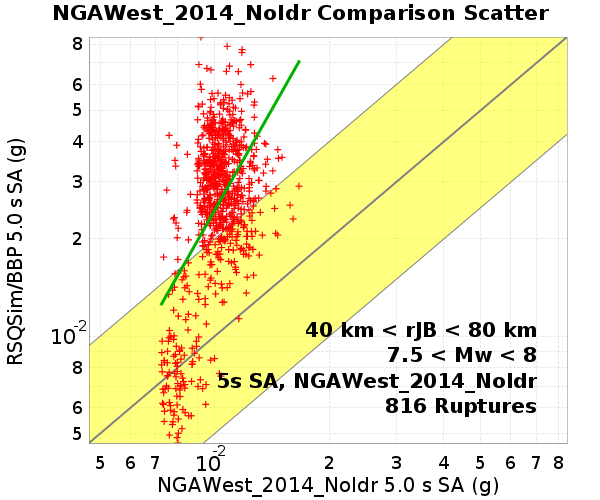 NGAWest_2014_NoIdr Comparison Scatter
8
6
5
4
3
2
10-2
8
6
5
RSQSim/BBP 5.0 s SA (g)
40 km < rJB < 80 km
7.5 < Mw < 8
5s SA, NGAWest_2014_NoIdr
816 Ruptures
5 6 7 10-2 2 3 4 5 6 7 8
NGAWest_2014_NoIdr 5.0 s SA (g)